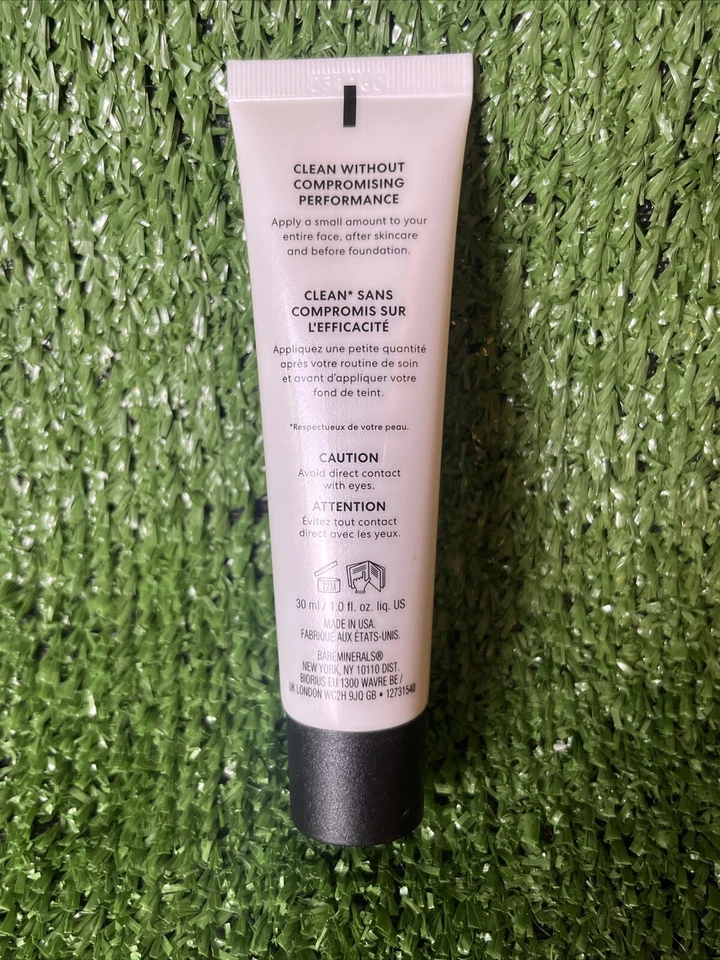 CLEAN WITHOUT
COMPROMISING
PERFORMANCE
Apply a small amount to your
entire face, after skincare
and before foundation.
CLEAN* SANS
COMPROMIS SUR
L'EFFICACITÉ
Appliquez une petite quantité
après votre routine de soin
et avant d'appliquer votre
fond de teint.
*Respectueux de votre peau.
CAUTION
Avoid direct contact
with eyes.
ATTENTION
Évitez tout contact
direct avec les yeux.
12M
30 ml / 1.0 fl. oz. liq. US
MADE IN USA.
FABRIQUÉ AUX ÉTATS-UNIS.
BAREMINERALS®
NEW YORK, NY 10110 DIST.
BIORIUS EU 1300 WAVRE BE /
UK LONDON WC2H 9JQ GB • 12731540